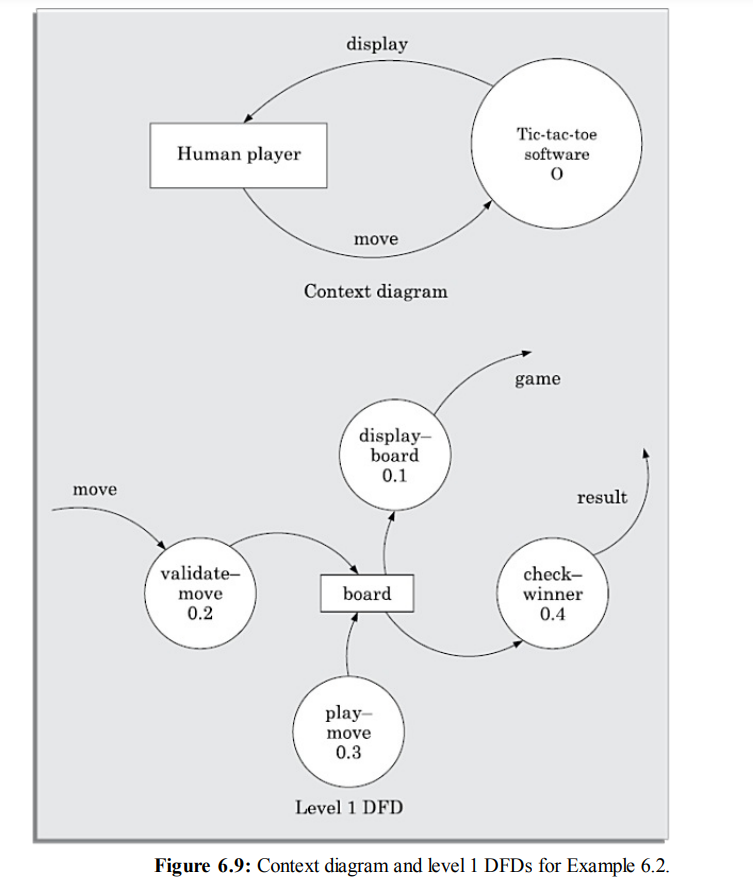 display
Human player
Tic-tac-toe
software
O
move
Context diagram
game
display–
board
0.1
move
result
validate–
move
0.2
board
check–
winner
0.4
play–
move
0.3
Level 1 DFD
Figure 6.9: Context diagram and level 1 DFDs for Example 6.2.